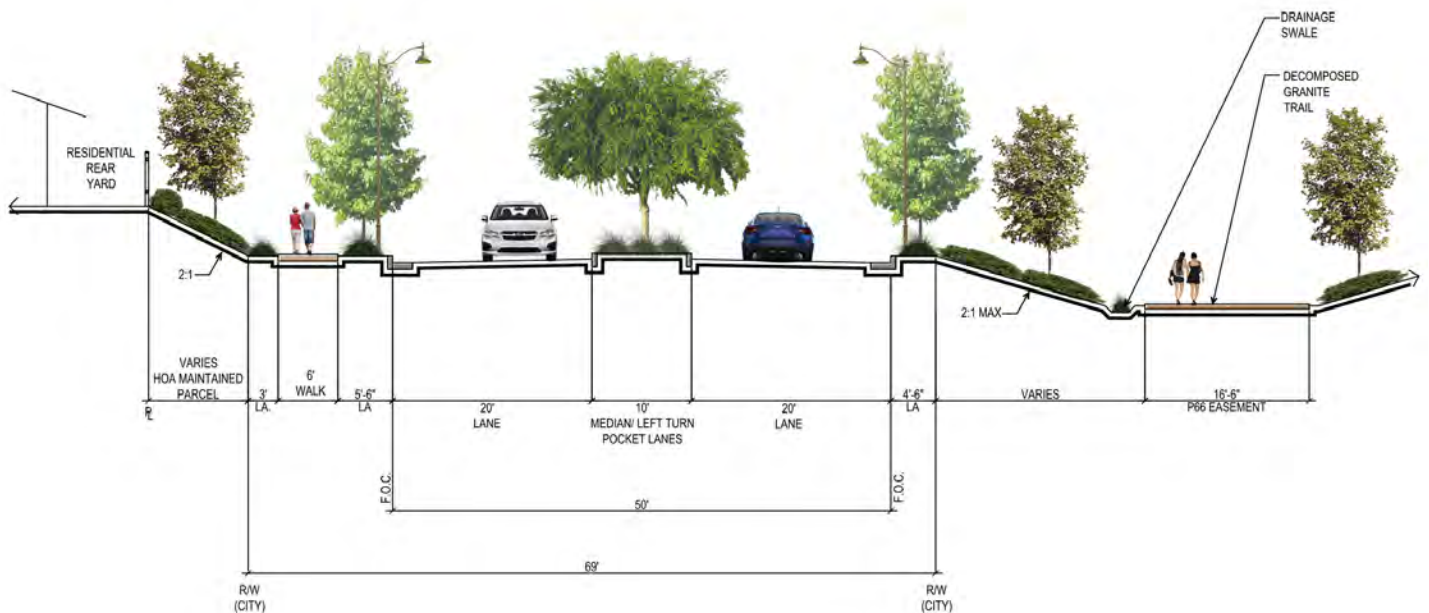 DRAINAGE
SWALE
DECOMPOSED
GRANITE
TRAIL
RESIDENTIAL
REAR
YARD
2:1
2:1 MAX
VARIES
HOA MAINTAINED
PARCEL
3'
LA.
6'
WALK
5'-6"
LA
20'
LANE
10'
MEDIAN/ LEFT TURN
POCKET LANES
20'
LANE
4'-6"
LA
VARIES
16'-6"
P66 EASEMENT
PL
F.O.C.
F.O.C.
50'
69'
R/W
(CITY)
R/W
(CITY)